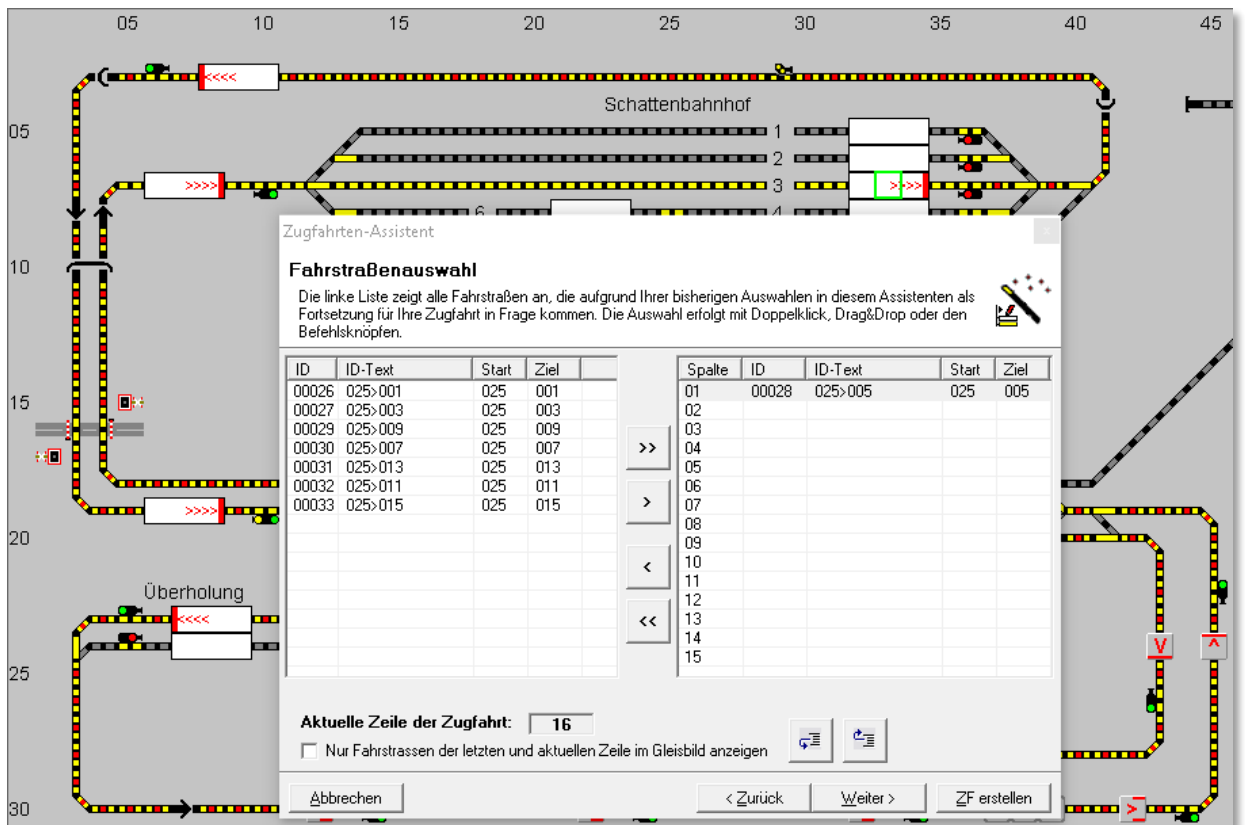 05 10 15 20 25 30 35 40 45
<<<<
Schattenbahnhof
05
1
2
>>>> 3 >>>>
6 4
Zugfahrten-Assistent x
Fahrstraßenauswahl
Die linke Liste zeigt alle Fahrstraßen an, die aufgrund Ihrer bisherigen Auswahlen in diesem Assistenten als
Fortsetzung für Ihre Zugfahrt in Frage kommen. Die Auswahl erfolgt mit Doppelklick, Drag&Drop oder den
Befehlsknöpfen.
10
ID ID-Text Start Ziel
00026 025>001 025 001
00027 025>003 025 003
00029 025>009 025 009
00030 025>007 025 007
00031 025>013 025 013
00032 025>011 025 011
00033 025>015 025 015
>>
>
<
<<
Spalte ID ID-Text Start Ziel
01 00028 025>005 025 005
02
03
04
05
06
07
08
09
10
11
12
13
14
15
15
>>>>
20
Überholung
<<<<
V ^
25
Aktuelle Zeile der Zugfahrt: 16
Nur Fahrstrassen der letzten und aktuellen Zeile im Gleisbild anzeigen
Abbrechen < Zurück Weiter > ZF erstellen
30
>